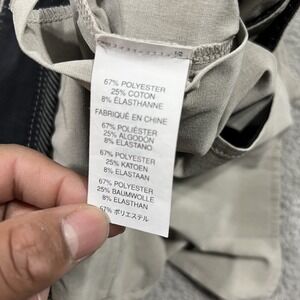 67% POLYESTER
25% COTON
8% ELASTHANNE
FABRIQUÉ EN CHINE
67% POLIÉSTER
25% ALGODÓN
8% ELASTANO
67% POLYESTER
25% KATOEN
8% ELASTAAN
67% POLYESTER
25% BAUMWOLLE
8% ELASTHAN
67% ポリエステル